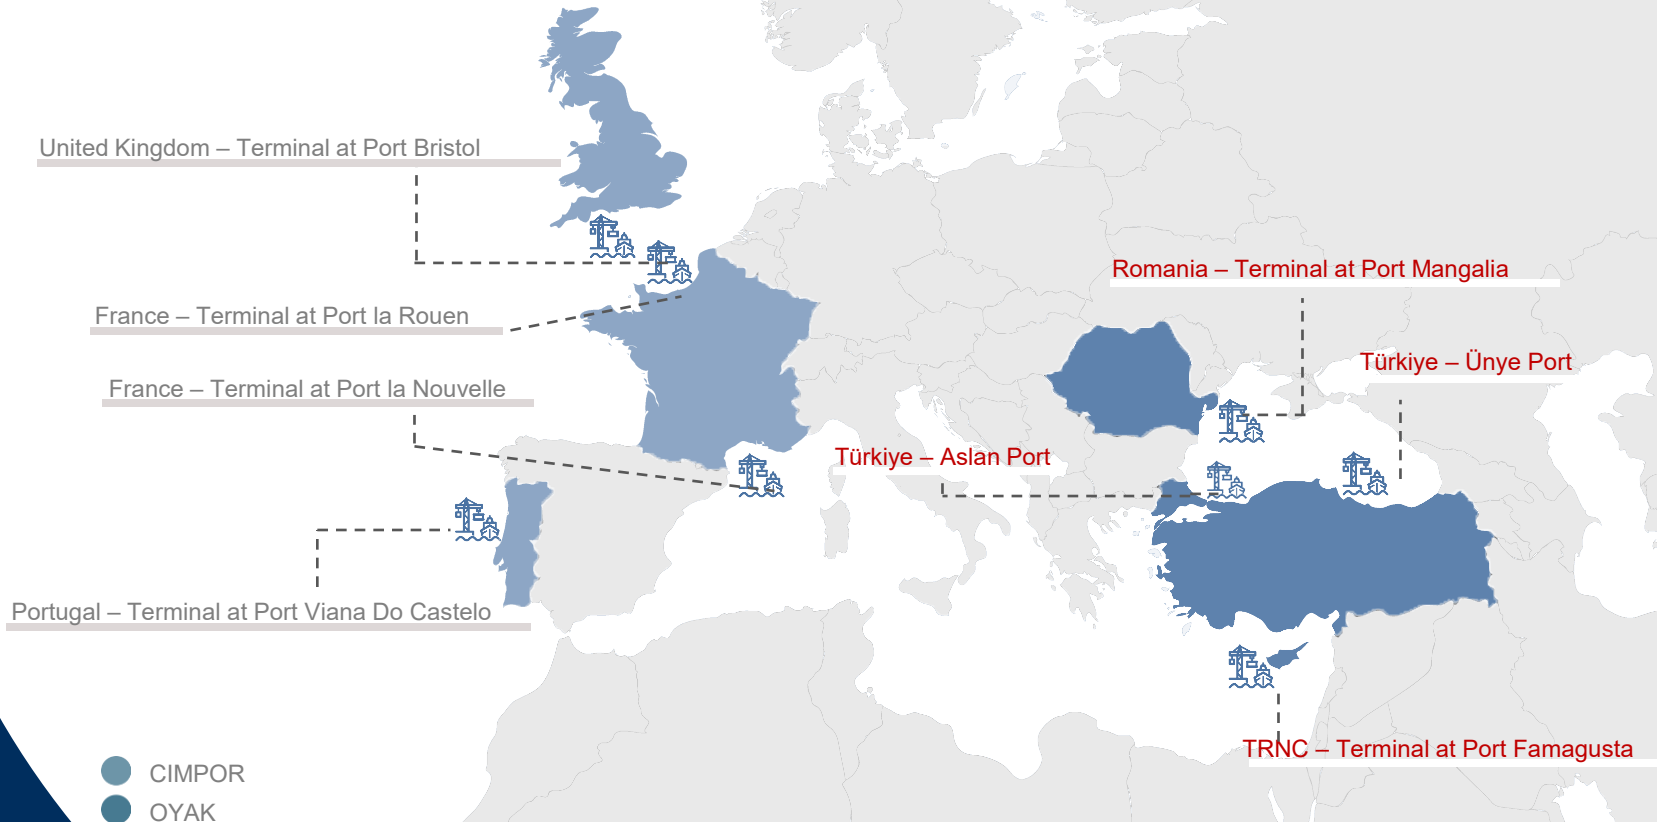 United Kingdom – Terminal at Port Bristol
France – Terminal at Port la Rouen
France – Terminal at Port la Nouvelle
Portugal – Terminal at Port Viana Do Castelo
Romania – Terminal at Port Mangalia
Türkiye – Ünye Port
Türkiye – Aslan Port
TRNC – Terminal at Port Famagusta
CIMPOR
OYAK